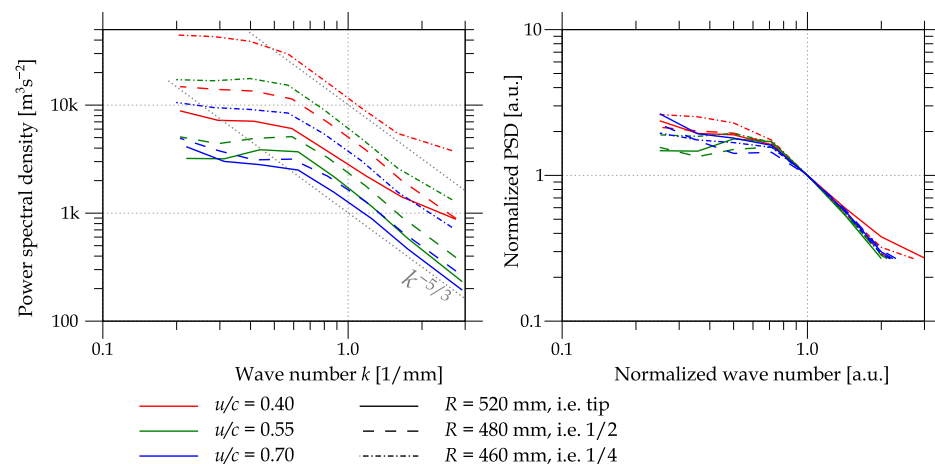 Power spectral density [m³s⁻²]
10k
1k
100
0.1
1.0
Wave number k [1/mm]
k⁻⁵/³
Normalized PSD [a.u.]
10
1
0.1
0.1
1.0
Normalized wave number [a.u.]
u/c = 0.40
R = 520 mm, i.e. tip
u/c = 0.55
R = 480 mm, i.e. 1/2
u/c = 0.70
R = 460 mm, i.e. 1/4